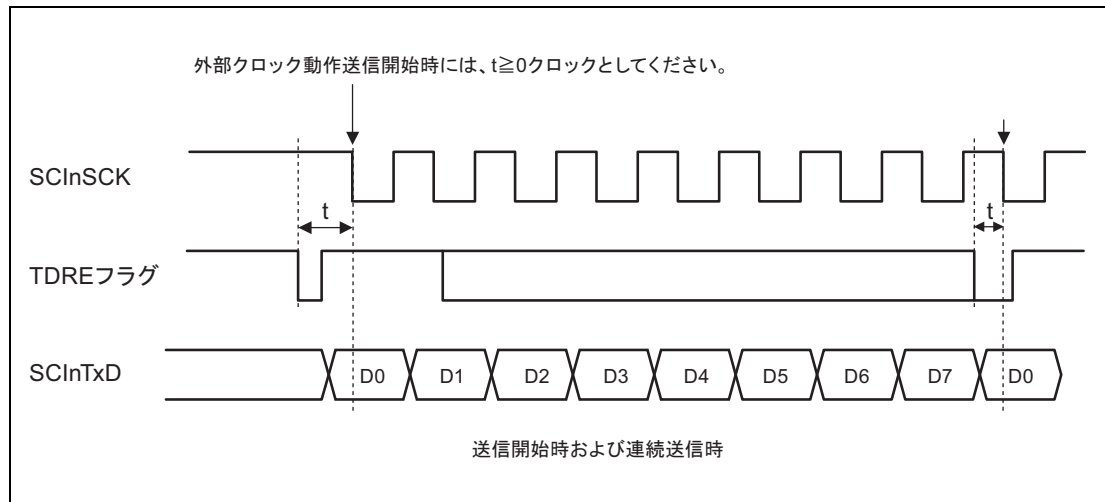 外部クロック動作送信開始時には、t≧0クロックとしてください。
SCInSCK
t
t
TDREフラグ
SCInTxD
D0
D1
D2
D3
D4
D5
D6
D7
D0
送信開始時および連続送信時